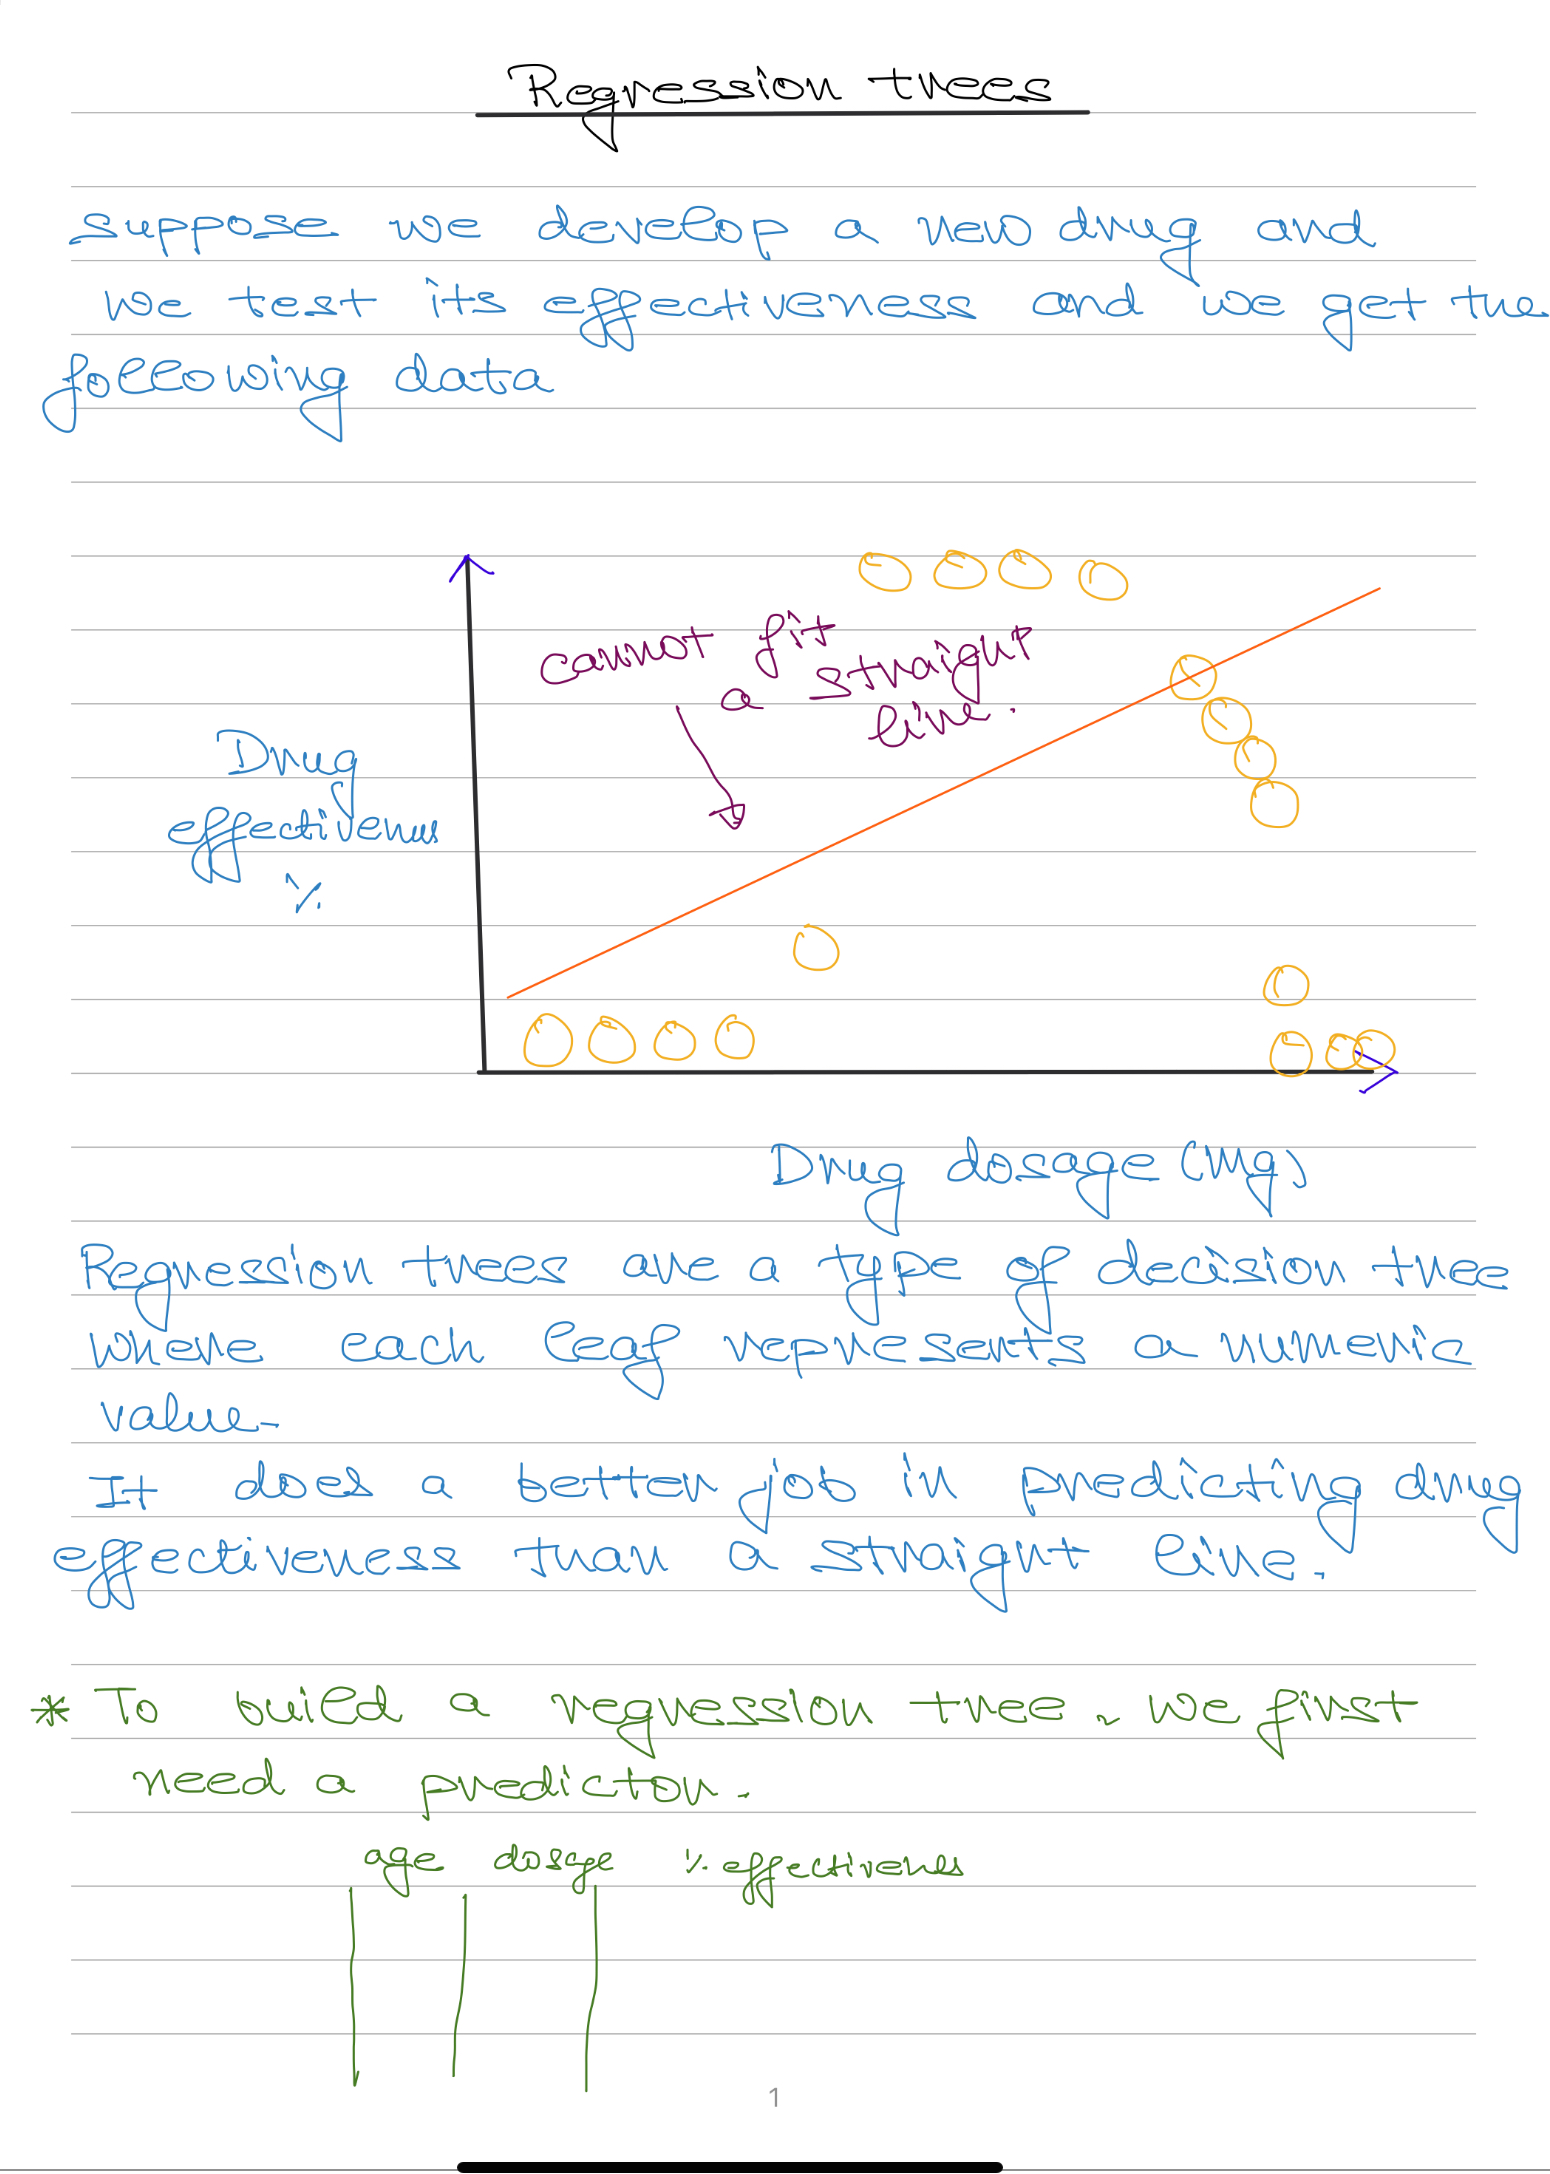 Regression trees
suppose we develop a new drug and
we test its effectiveness and we get the
following data
cannot fit
a straight
line.
Drug
effectiveness
%
Drug dosage (mg)
Regression trees are a type of decision tree
where each leaf represents a numeric
value-
It does a better job in predicting drug
effectiveness than a straight line.
* To build a regression tree, we first
need a predictor.
age dosage % effectiveness
1